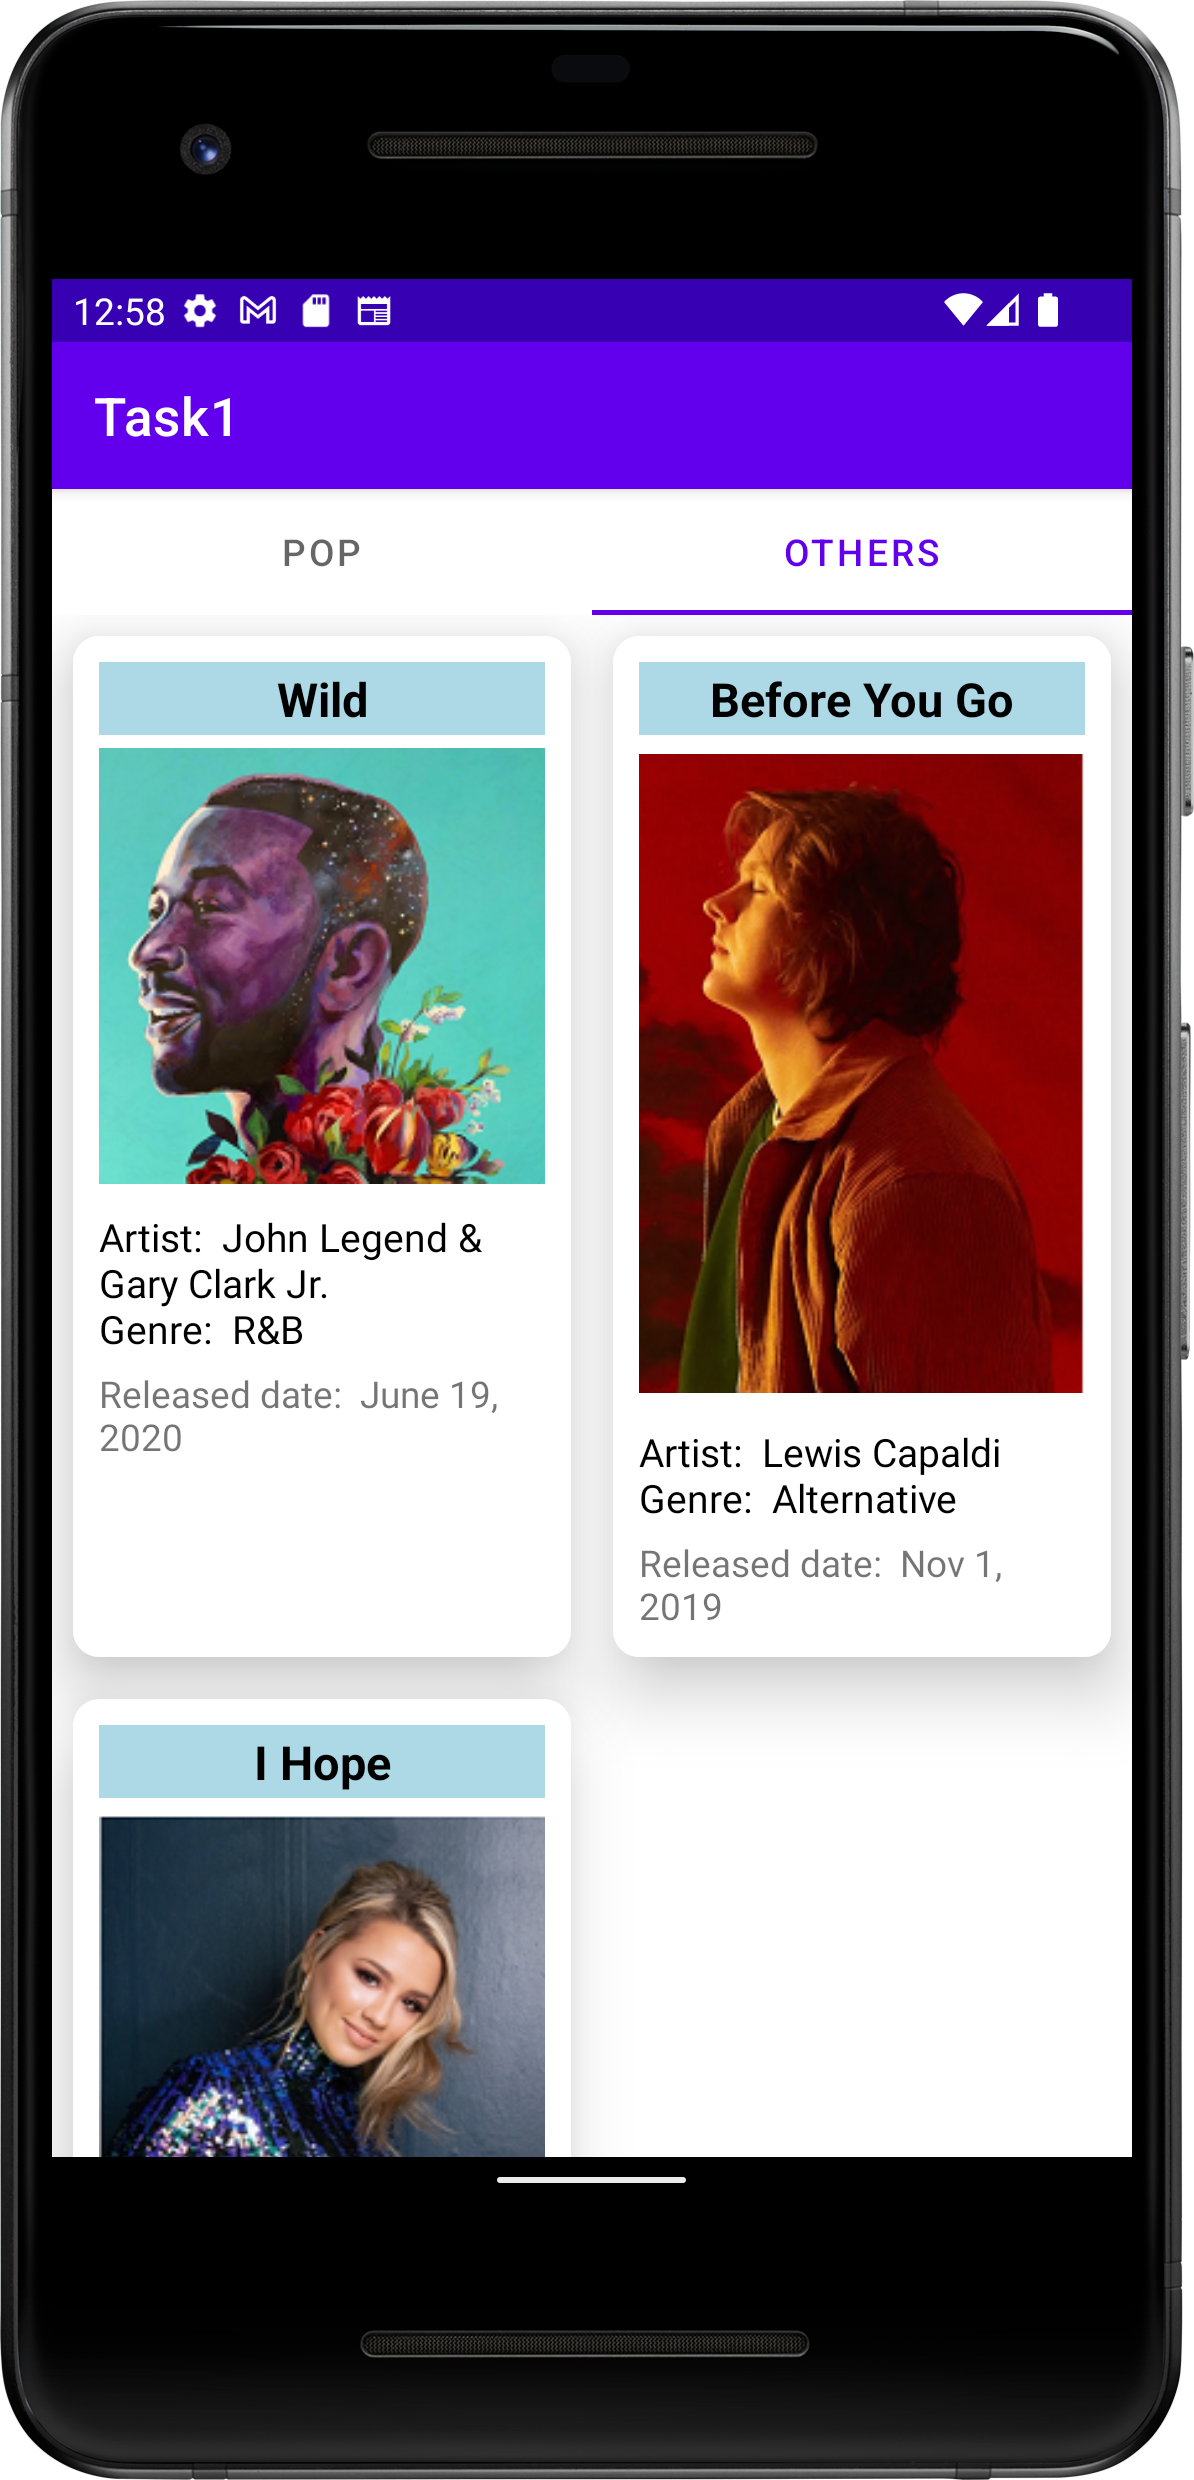 12:58
Task1
POP
OTHERS
Wild
Artist:  John Legend &
Gary Clark Jr.
Genre:  R&B
Released date:  June 19,
2020
Before You Go
Artist:  Lewis Capaldi
Genre:  Alternative
Released date:  Nov 1,
2019
I Hope